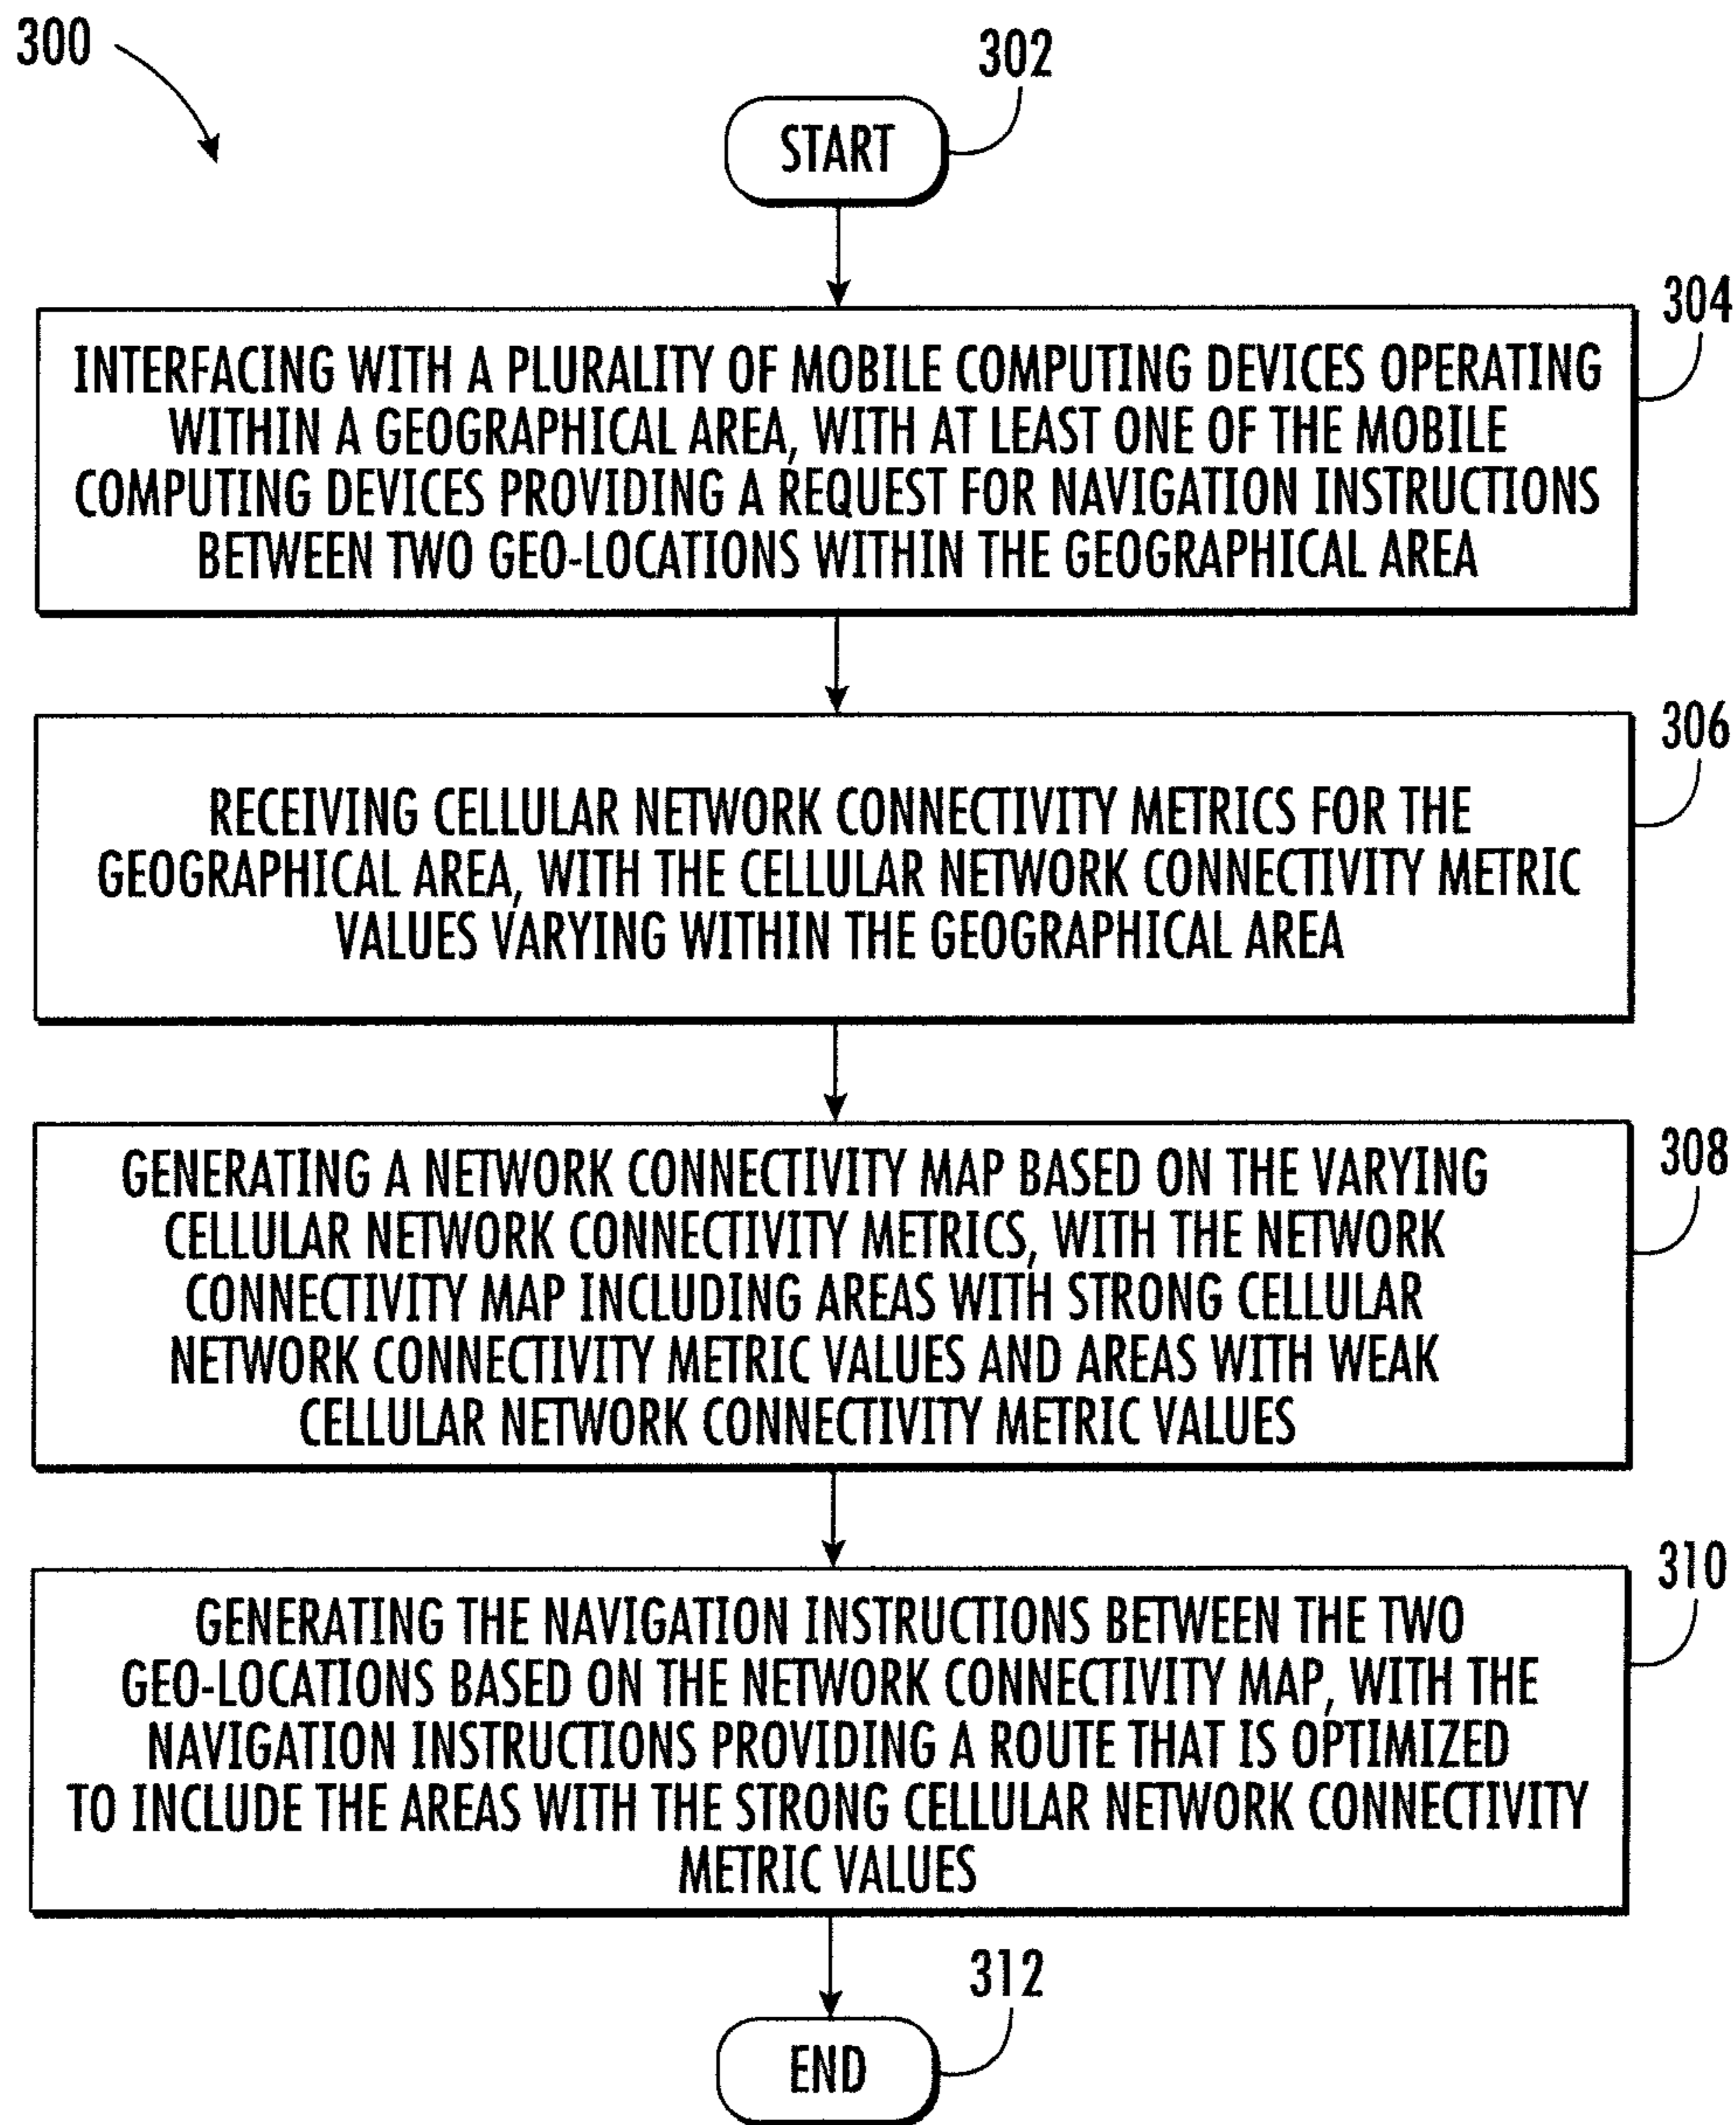 300
302
START
304
INTERFACING WITH A PLURALITY OF MOBILE COMPUTING DEVICES OPERATING
WITHIN A GEOGRAPHICAL AREA, WITH AT LEAST ONE OF THE MOBILE
COMPUTING DEVICES PROVIDING A REQUEST FOR NAVIGATION INSTRUCTIONS
BETWEEN TWO GEO-LOCATIONS WITHIN THE GEOGRAPHICAL AREA
306
RECEIVING CELLULAR NETWORK CONNECTIVITY METRICS FOR THE
GEOGRAPHICAL AREA, WITH THE CELLULAR NETWORK CONNECTIVITY METRIC
VALUES VARYING WITHIN THE GEOGRAPHICAL AREA
308
GENERATING A NETWORK CONNECTIVITY MAP BASED ON THE VARYING
CELLULAR NETWORK CONNECTIVITY METRICS, WITH THE NETWORK
CONNECTIVITY MAP INCLUDING AREAS WITH STRONG CELLULAR
NETWORK CONNECTIVITY METRIC VALUES AND AREAS WITH WEAK
CELLULAR NETWORK CONNECTIVITY METRIC VALUES
310
GENERATING THE NAVIGATION INSTRUCTIONS BETWEEN THE TWO
GEO-LOCATIONS BASED ON THE NETWORK CONNECTIVITY MAP, WITH THE
NAVIGATION INSTRUCTIONS PROVIDING A ROUTE THAT IS OPTIMIZED
TO INCLUDE THE AREAS WITH THE STRONG CELLULAR NETWORK CONNECTIVITY
METRIC VALUES
312
END